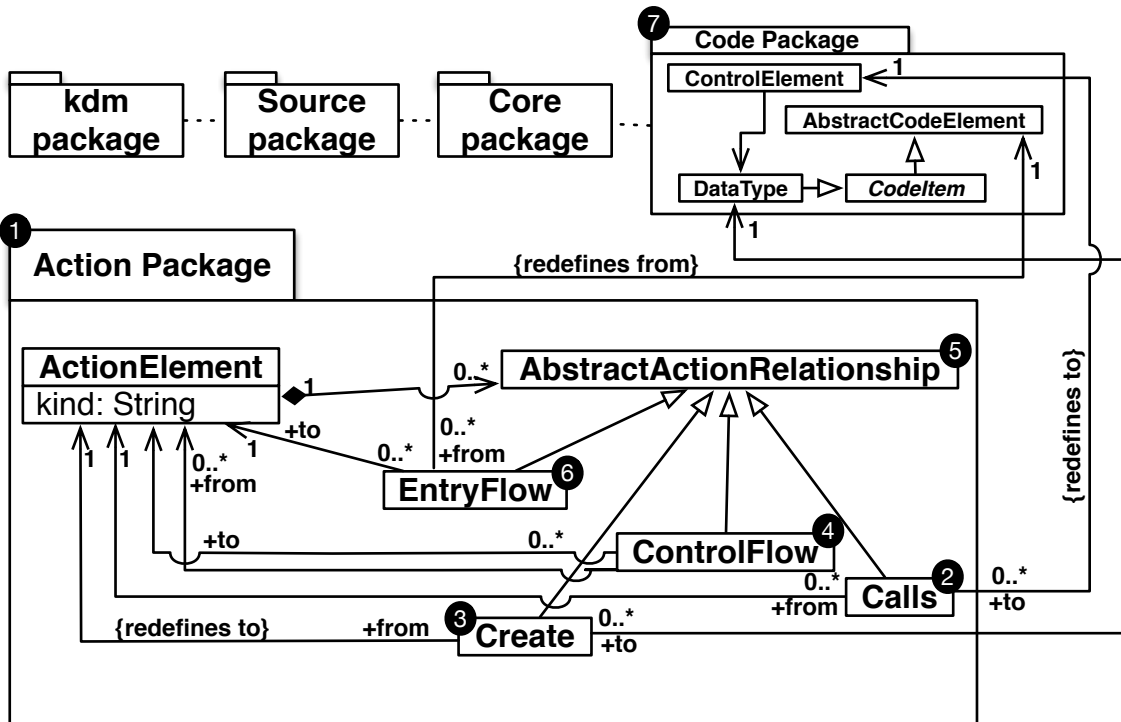 7
Code Package
ControlElement
1
AbstractCodeElement
1
DataType
CodeItem
1
kdm
package
Source
package
Core
package
1
Action Package
{redefines from}
{redefines to}
ActionElement
kind: String
1
0..*
AbstractActionRelationship
5
1
1
0..*
+from
+to
1
0..*
0..*
+from
EntryFlow
6
+to
0..*
ControlFlow
4
0..*
+from
Calls
2
0..*
+to
{redefines to}
+from
3
Create
0..*
+to